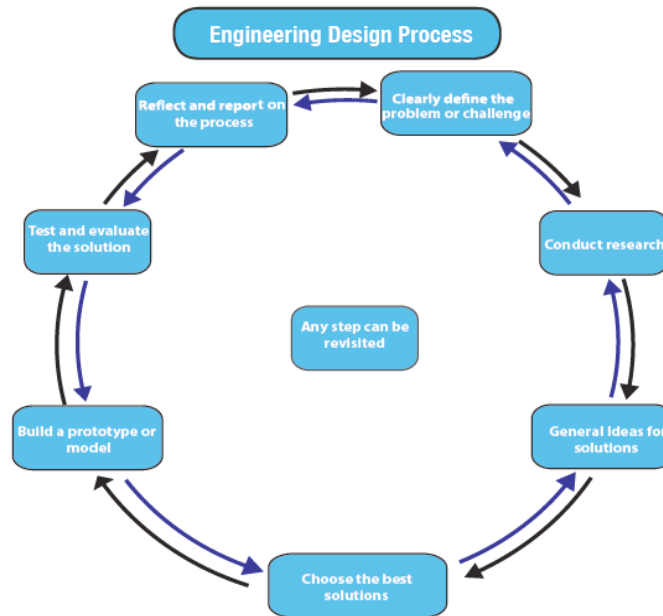 Engineering Design Process
Reflect and report on
the process
Clearly define the
problem or challenge
Test and evaluate
the solution
Conduct research
Any step can be
revisited
Build a prototype or
model
General Ideas for
solutions
Choose the best
solutions